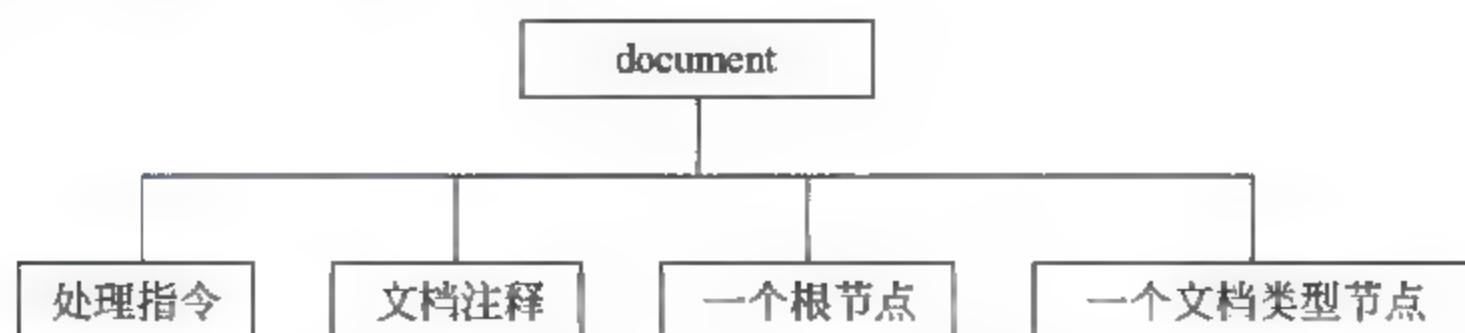 document
处理指令
文档注释
一个根节点
一个文档类型节点